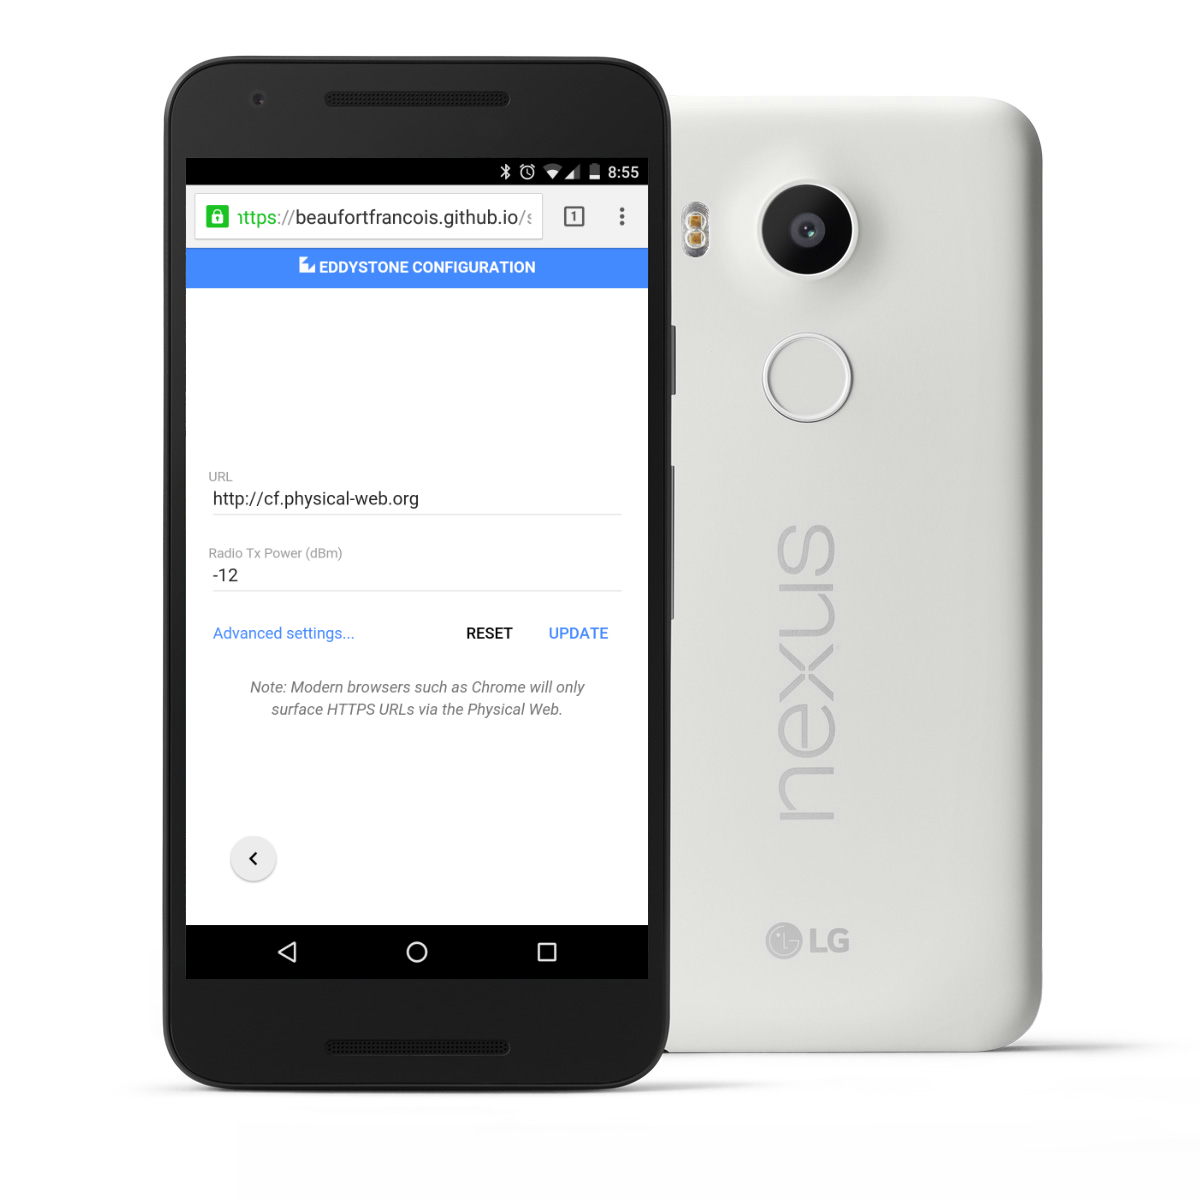 8:55
https://beaufortfrancois.github.io/s
1
EDDYSTONE CONFIGURATION
URL
http://cf.physical-web.org
Radio Tx Power (dBm)
-12
Advanced settings...
RESET
UPDATE
Note: Modern browsers such as Chrome will only
surface HTTPS URLs via the Physical Web.
nexus
LG